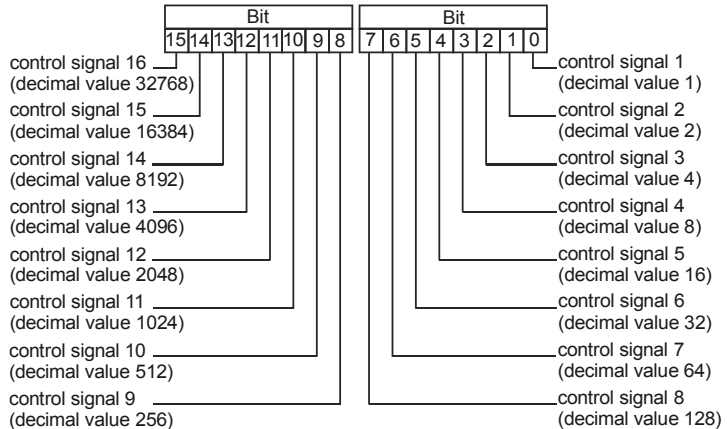 Bit Bit
15 14 13 12 11 10 9 8 7 6 5 4 3 2 1 0
control signal 16
(decimal value 32768)
control signal 15
(decimal value 16384)
control signal 14
(decimal value 8192)
control signal 13
(decimal value 4096)
control signal 12
(decimal value 2048)
control signal 11
(decimal value 1024)
control signal 10
(decimal value 512)
control signal 9
(decimal value 256)
control signal 1
(decimal value 1)
control signal 2
(decimal value 2)
control signal 3
(decimal value 4)
control signal 4
(decimal value 8)
control signal 5
(decimal value 16)
control signal 6
(decimal value 32)
control signal 7
(decimal value 64)
control signal 8
(decimal value 128)